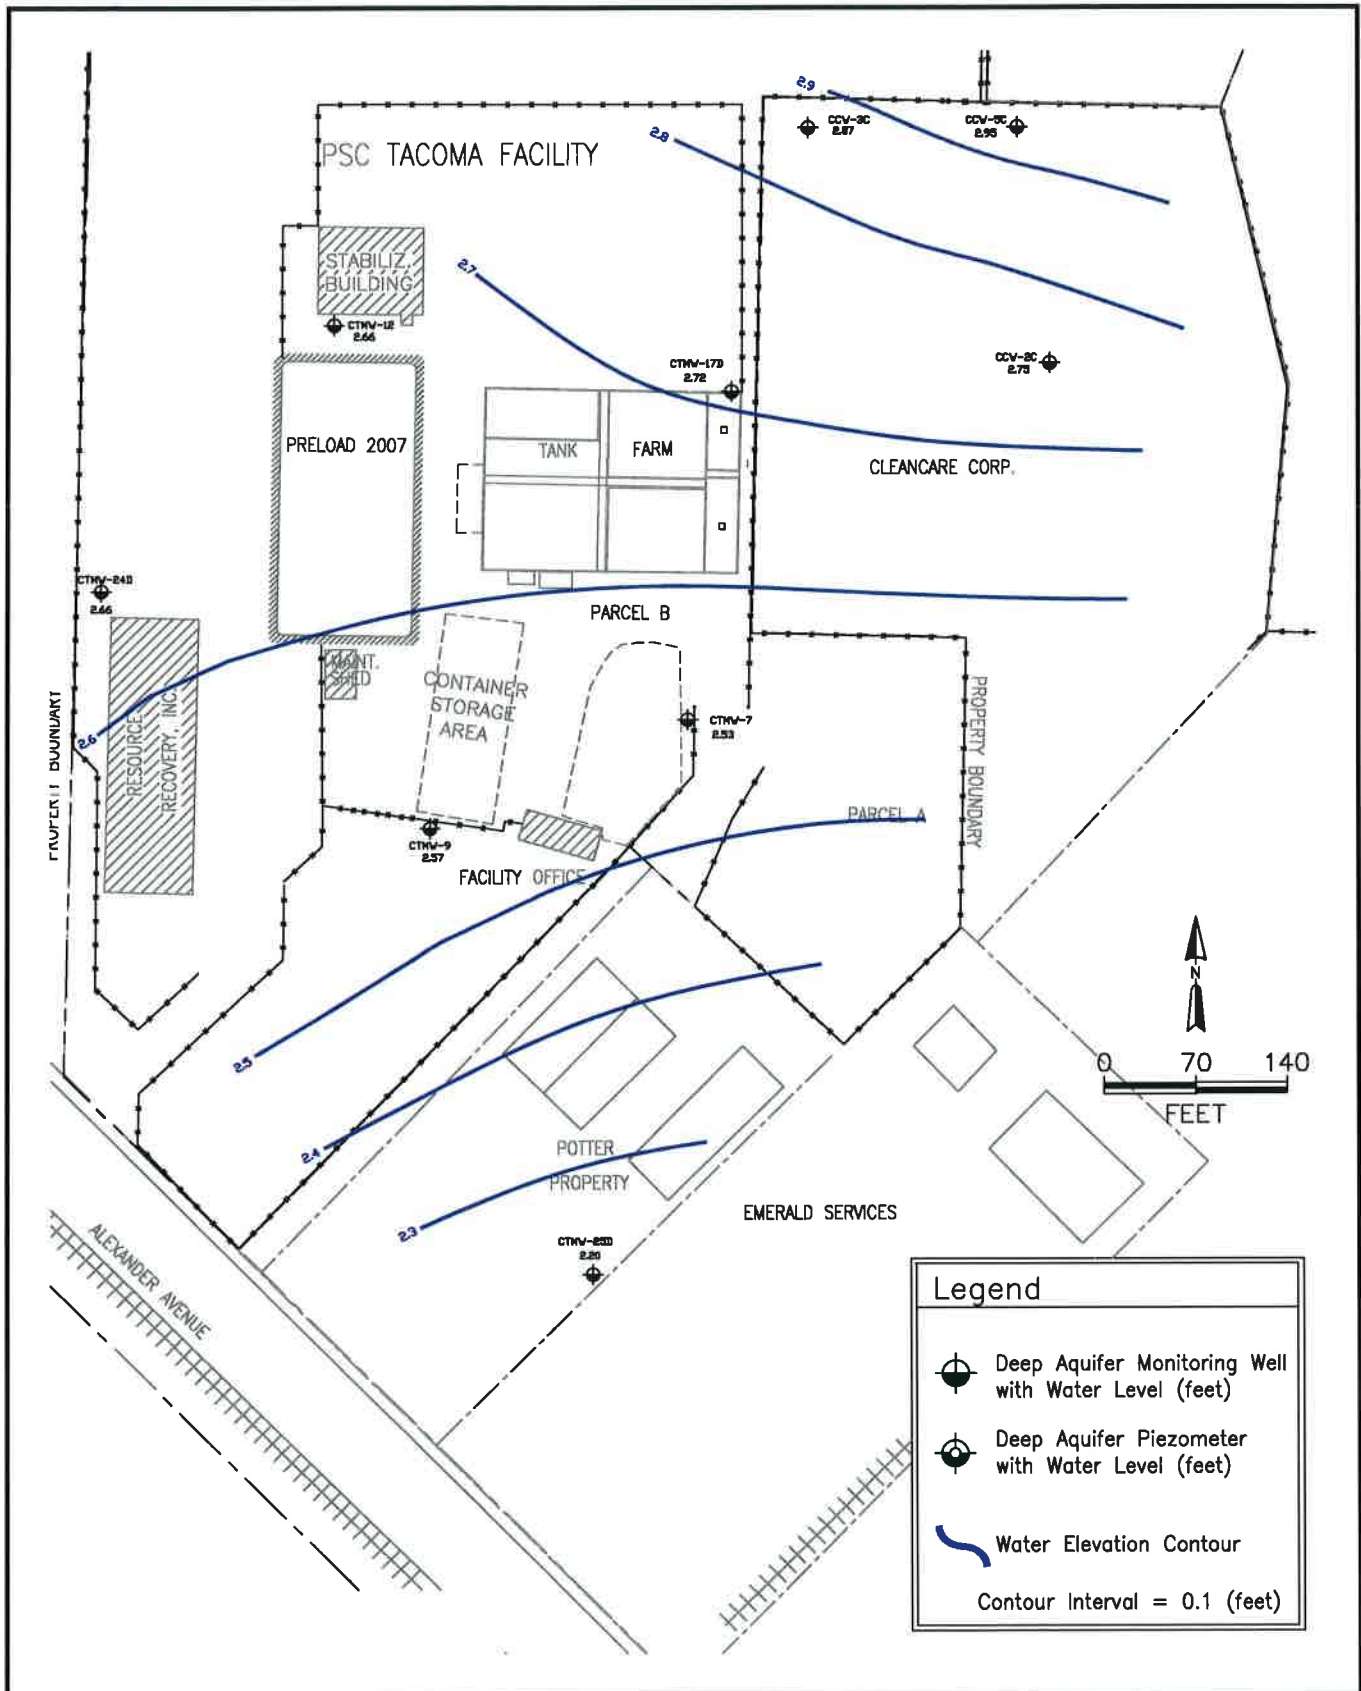 2.9
CCW-3C
2.87
CCW-5C
2.95
2.8
PSC TACOMA FACILITY
STABILIZ.
BUILDING
2.7
CTMW-12
2.66
CTMW-17D
2.72
CCW-2C
2.75
PRELOAD 2007
TANK FARM
CLEANCARE CORP.
CTMW-24D
2.66
PARCEL B
MAINT.
SHED
CONTAINER
STORAGE
AREA
PROPERTY BOUNDARY
2.6
RESOURCE
RECOVERY, INC.
CTMW-7
2.53
PROPERTY BOUNDARY
PARCEL A
CTMW-9
2.57
FACILITY OFFICE
N
2.5
0 70 140
FEET
2.4
POTTER
PROPERTY
2.3
EMERALD SERVICES
CTMW-25D
2.20
ALEXANDER AVENUE
Legend
Deep Aquifer Monitoring Well
with Water Level (feet)
Deep Aquifer Piezometer
with Water Level (feet)
Water Elevation Contour
Contour Interval = 0.1 (feet)